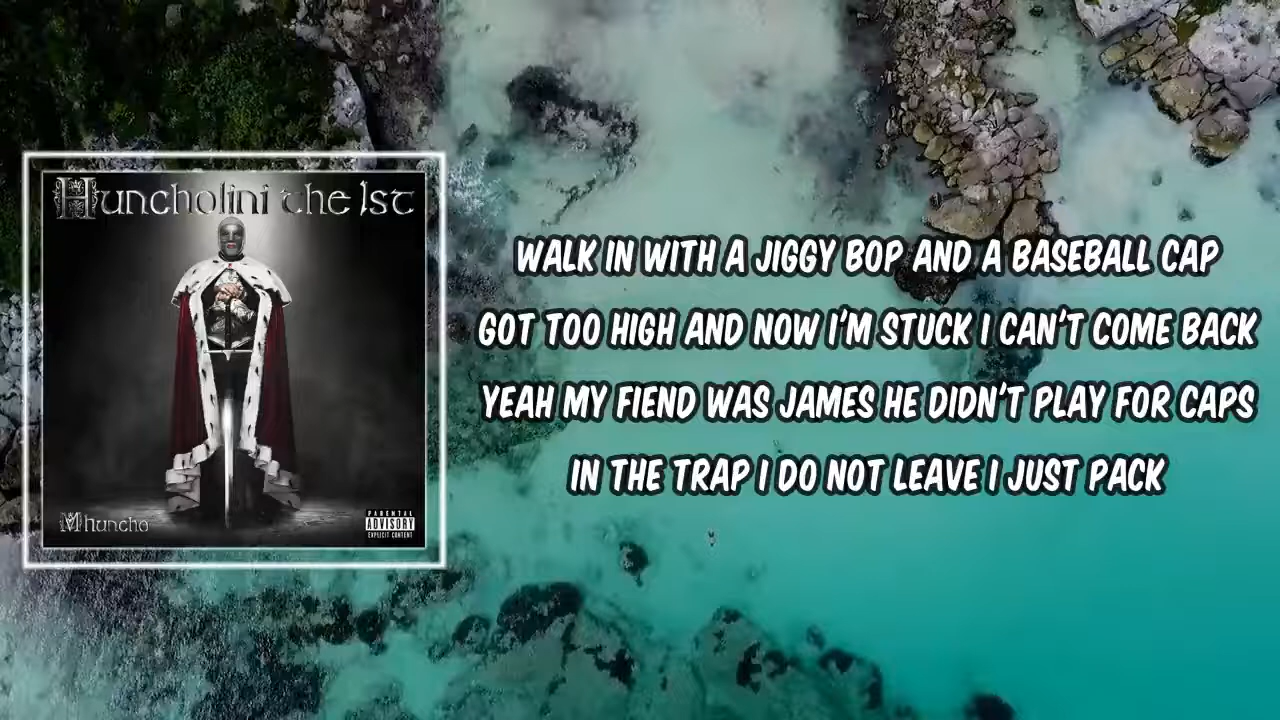 Huncholini the 1st
M huncho
PARENTAL
ADVISORY
EXPLICIT CONTENT
WALK IN WITH A JIGGY BOP AND A BASEBALL CAP
GOT TOO HIGH AND NOW I'M STUCK I CAN'T COME BACK
YEAH MY FIEND WAS JAMES HE DIDN'T PLAY FOR CAPS
IN THE TRAP I DO NOT LEAVE I JUST PACK